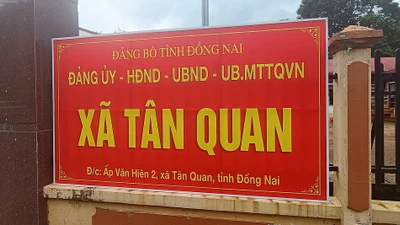 ĐẢNG BỘ TỈNH ĐỒNG NAI
ĐẢNG ỦY - HĐND - UBND - UB.MTTQVN
XÃ TÂN QUAN
Đ/c: Ấp Văn Hiên 2, xã Tân Quan, tỉnh Đồng Nai